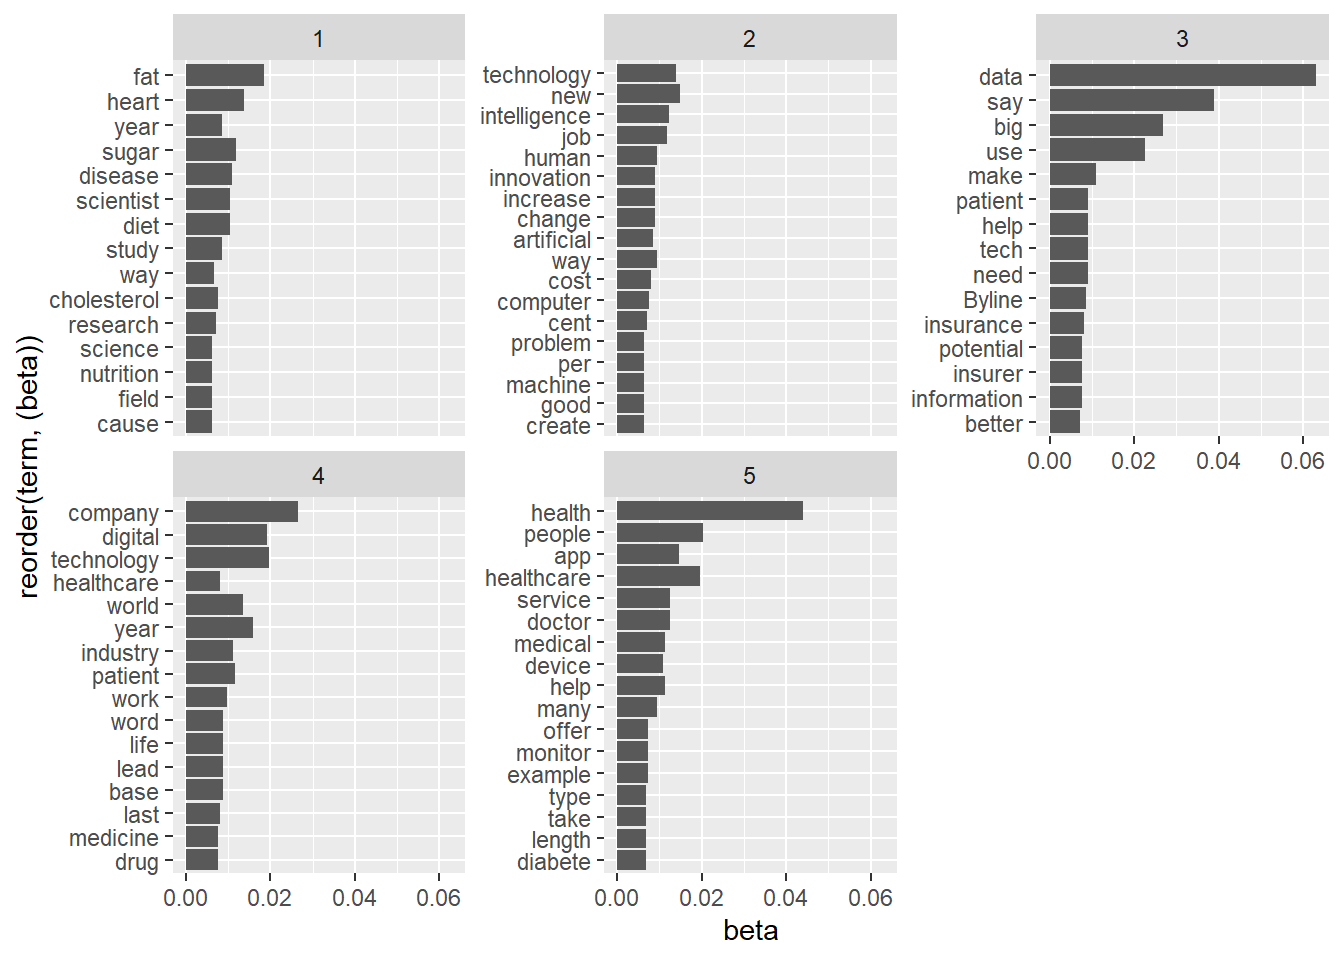 1
fat
heart
year
sugar
disease
scientist
diet
study
way
cholesterol
research
science
nutrition
field
cause
2
technology
new
intelligence
job
human
innovation
increase
change
artificial
way
cost
computer
cent
problem
per
machine
good
create
3
data
say
big
use
make
patient
help
tech
need
Byline
insurance
potential
insurer
information
better
0.00 0.02 0.04 0.06
4
company
digital
technology
healthcare
world
year
industry
patient
work
word
life
lead
base
last
medicine
drug
0.00 0.02 0.04 0.06
5
health
people
app
healthcare
service
doctor
medical
device
help
many
offer
monitor
example
type
take
length
diabete
0.00 0.02 0.04 0.06
beta
reorder(term, (beta))